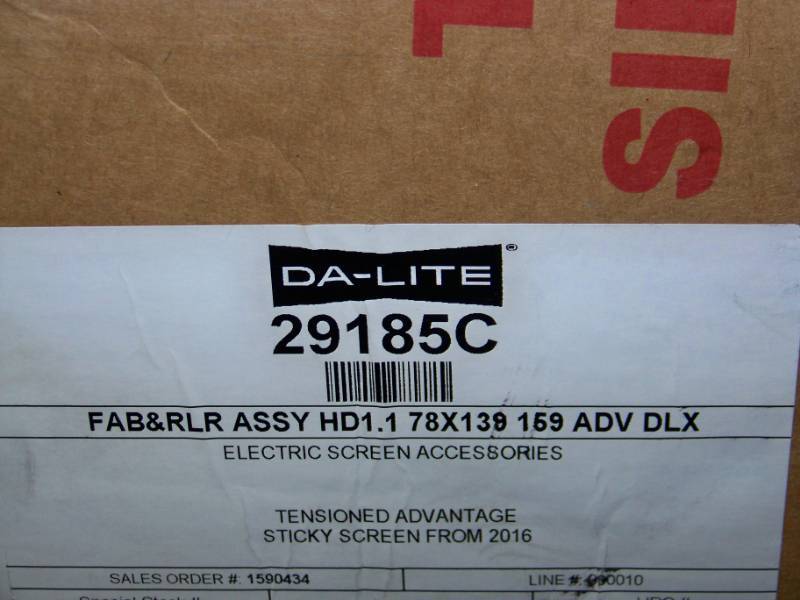 DA-LITE®
29185C
FAB&RLR ASSY HD1.1 78X139 159 ADV DLX
ELECTRIC SCREEN ACCESSORIES
TENSIONED ADVANTAGE
STICKY SCREEN FROM 2016
SALES ORDER #: 1590434 LINE #: 000010